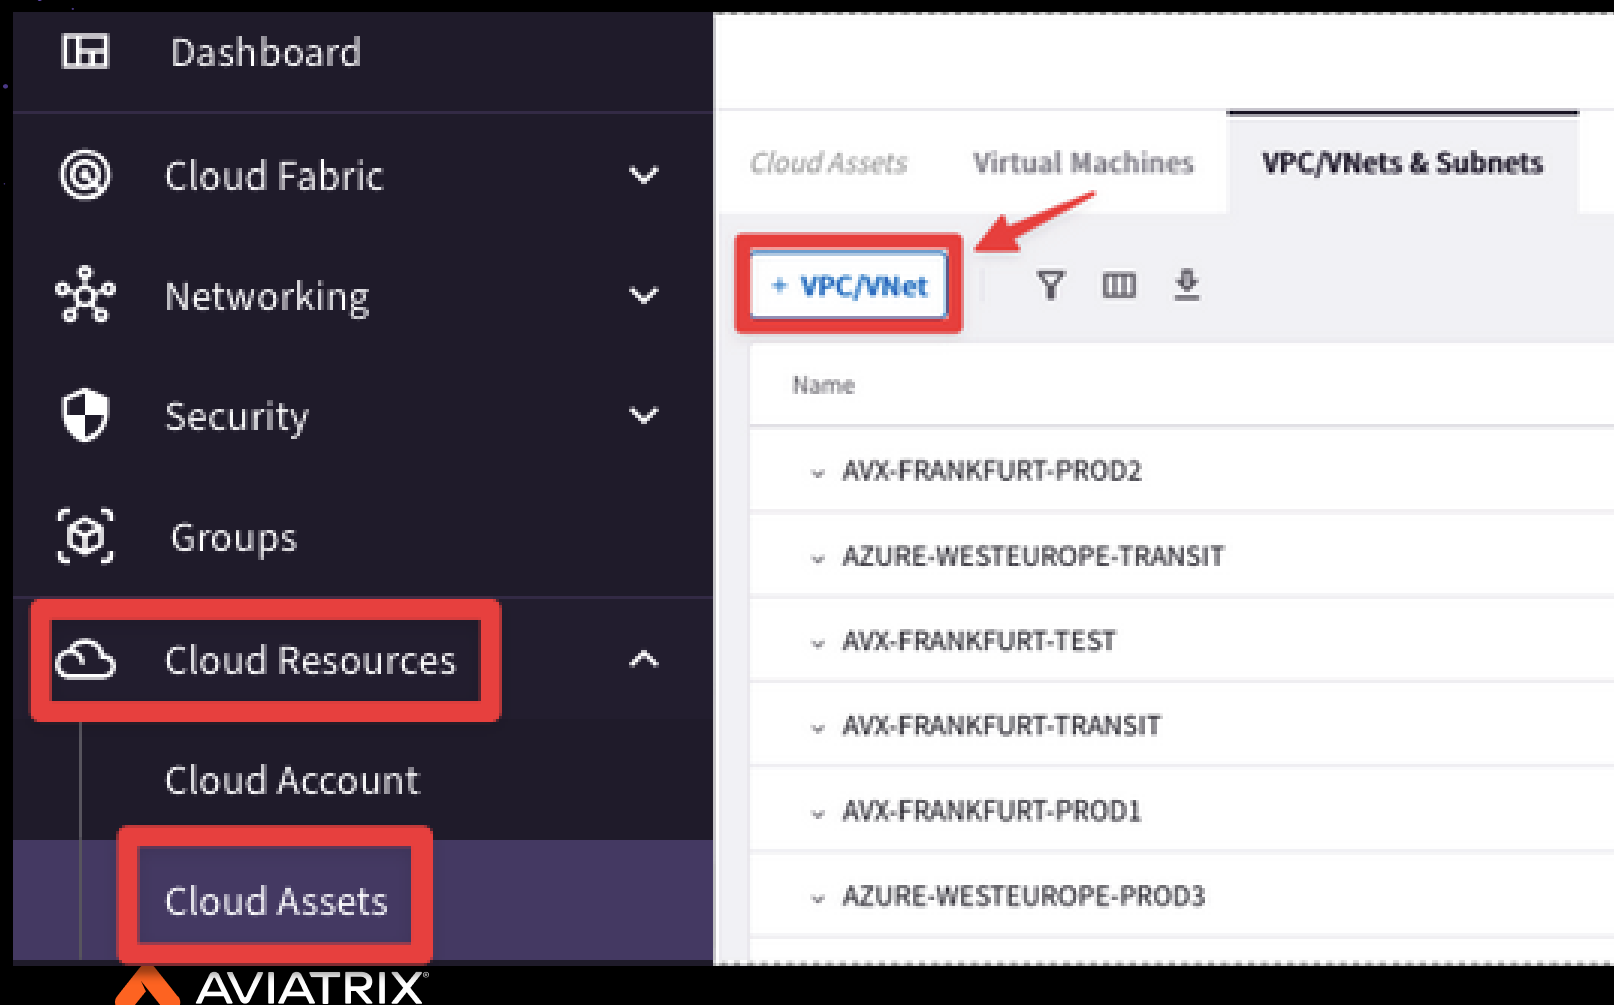 Dashboard
Cloud Fabric
Networking
Security
Groups
Cloud Resources
Cloud Account
Cloud Assets
Cloud Assets Virtual Machines VPC/VNets & Subnets
+ VPC/VNet
Name
AVX-FRANKFURT-PROD2
AZURE-WESTEUROPE-TRANSIT
AVX-FRANKFURT-TEST
AVX-FRANKFURT-TRANSIT
AVX-FRANKFURT-PROD1
AZURE-WESTEUROPE-PROD3
AVIATRIX®